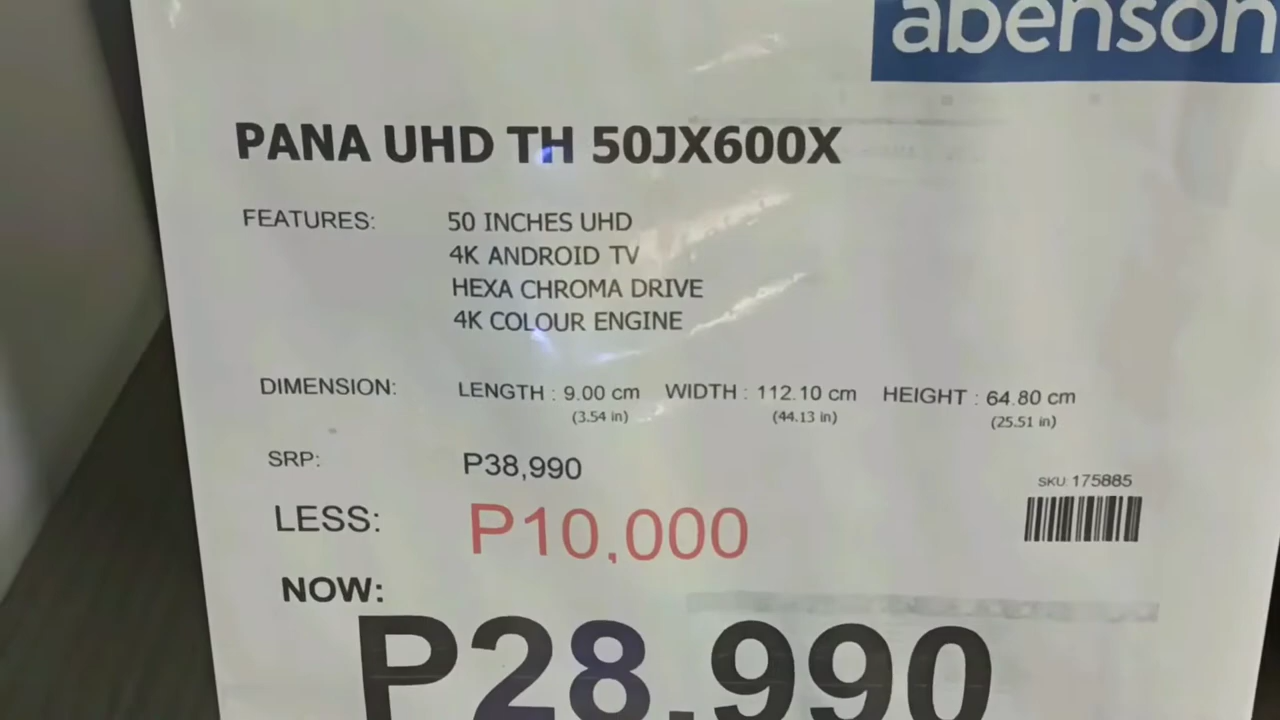 abenson
PANA UHD TH 50JX600X
FEATURES: 50 INCHES UHD
4K ANDROID TV
HEXA CHROMA DRIVE
4K COLOUR ENGINE
DIMENSION: LENGTH : 9.00 cm WIDTH : 112.10 cm HEIGHT : 64.80 cm
(3.54 in) (44.13 in) (25.51 in)
SRP: P38,990
SKU: 175885
LESS: P10,000
NOW:
P28,990